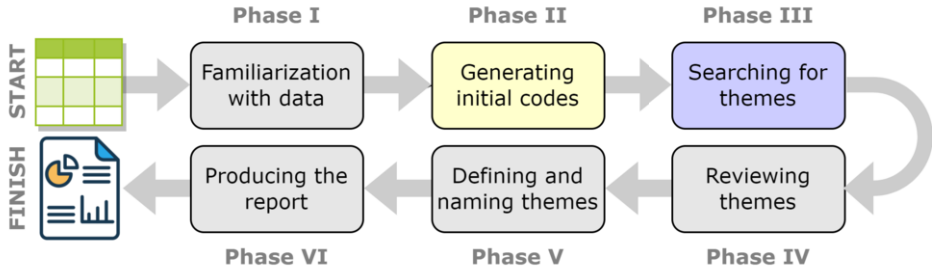 Phase I
Phase II
Phase III
START
Familiarization
with data
Generating
initial codes
Searching for
themes
FINISH
Producing the
report
Defining and
naming themes
Reviewing
themes
Phase VI
Phase V
Phase IV